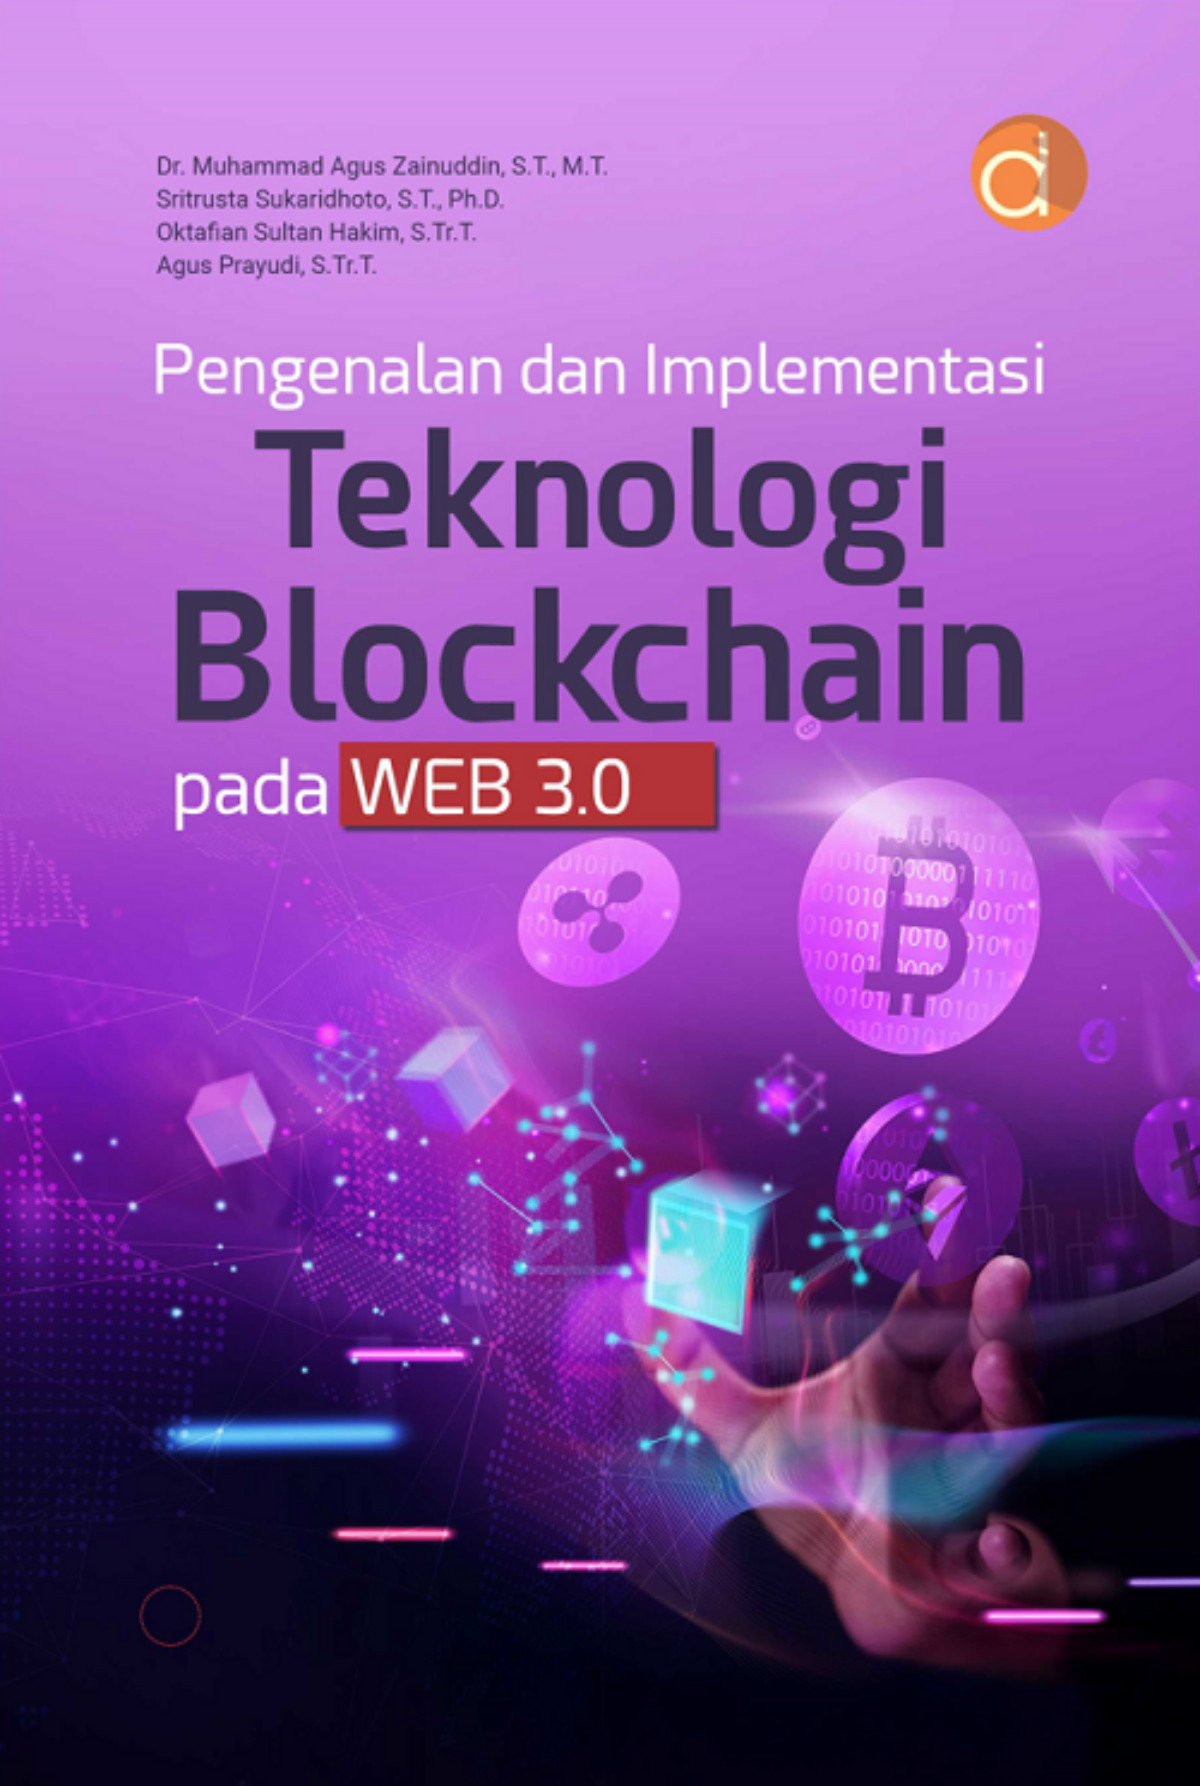 Dr. Muhammad Agus Zainuddin, S.T., M.T.
Sritrusta Sukaridhoto, S.T., Ph.D.
Oktafian Sultan Hakim, S.Tr.T.
Agus Prayudi, S.Tr.T.
d
Pengenalan dan Implementasi
Teknologi
Blockchain
pada WEB 3.0